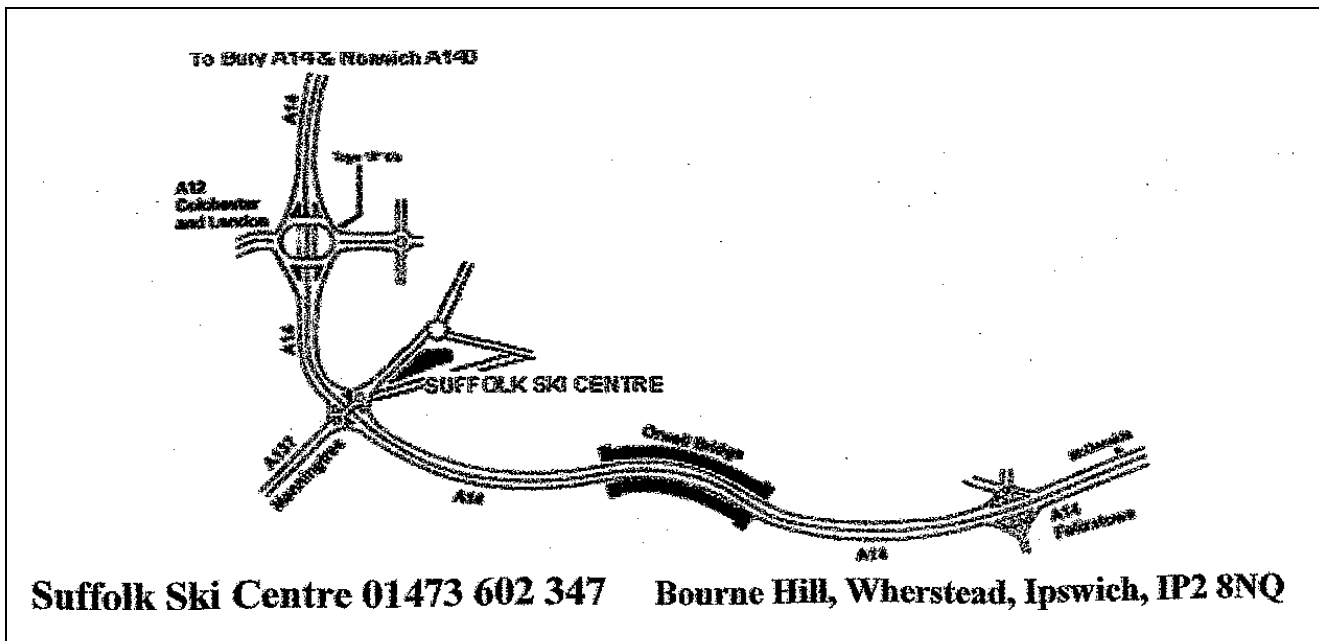 To Bury A14 & Norwich A140
A14
A12
Colchester
and London
A14
SUFFOLK SKI CENTRE
A137
Manningtree
Orwell Bridge
A14
McDonalds
A14
Felixstowe
A14
Suffolk Ski Centre 01473 602 347 Bourne Hill, Wherstead, Ipswich, IP2 8NQ